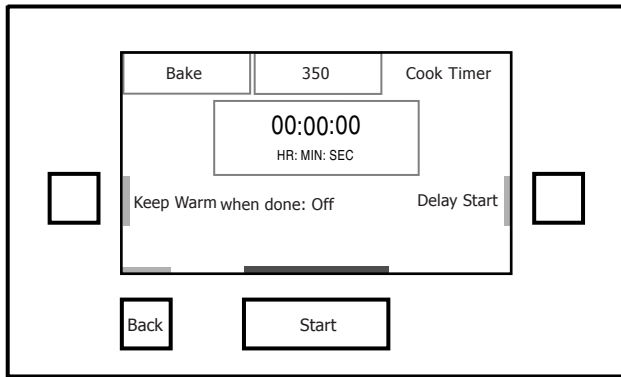 Bake 350 Cook Timer
00:00:00
HR: MIN: SEC
Keep Warm when done: Off Delay Start
Back Start